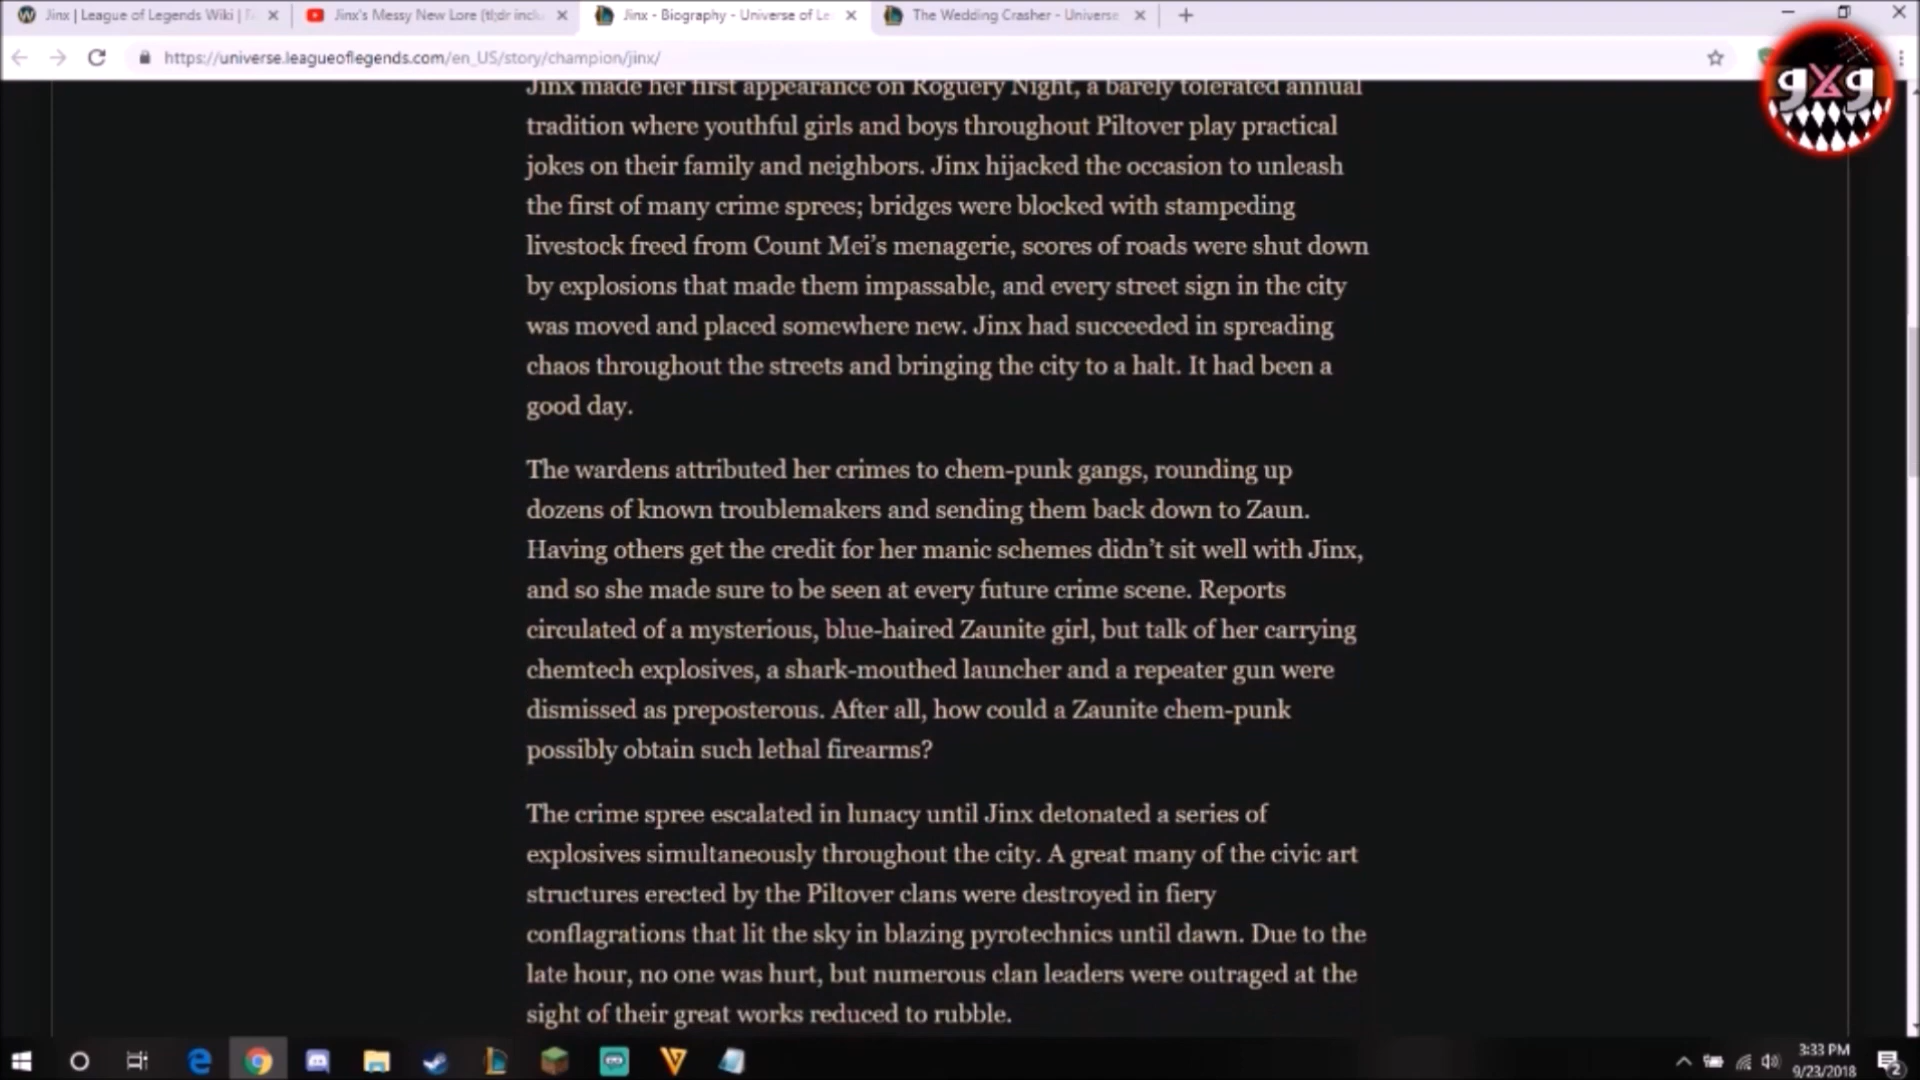 Jinx | League of Legends Wiki |
Jinx's Messy New Lore (tl;dr inclu
Jinx - Biography - Universe of Le
The Wedding Crasher - Universe
https://universe.leagueoflegends.com/en_US/story/champion/jinx/
gxg
Jinx made her first appearance on Roguery Night, a barely tolerated annual
tradition where youthful girls and boys throughout Piltover play practical
jokes on their family and neighbors. Jinx hijacked the occasion to unleash
the first of many crime sprees; bridges were blocked with stampeding
livestock freed from Count Mei’s menagerie, scores of roads were shut down
by explosions that made them impassable, and every street sign in the city
was moved and placed somewhere new. Jinx had succeeded in spreading
chaos throughout the streets and bringing the city to a halt. It had been a
good day.
The wardens attributed her crimes to chem-punk gangs, rounding up
dozens of known troublemakers and sending them back down to Zaun.
Having others get the credit for her manic schemes didn’t sit well with Jinx,
and so she made sure to be seen at every future crime scene. Reports
circulated of a mysterious, blue-haired Zaunite girl, but talk of her carrying
chemtech explosives, a shark-mouthed launcher and a repeater gun were
dismissed as preposterous. After all, how could a Zaunite chem-punk
possibly obtain such lethal firearms?
The crime spree escalated in lunacy until Jinx detonated a series of
explosives simultaneously throughout the city. A great many of the civic art
structures erected by the Piltover clans were destroyed in fiery
conflagrations that lit the sky in blazing pyrotechnics until dawn. Due to the
late hour, no one was hurt, but numerous clan leaders were outraged at the
sight of their great works reduced to rubble.
3:33 PM
9/23/2018
2